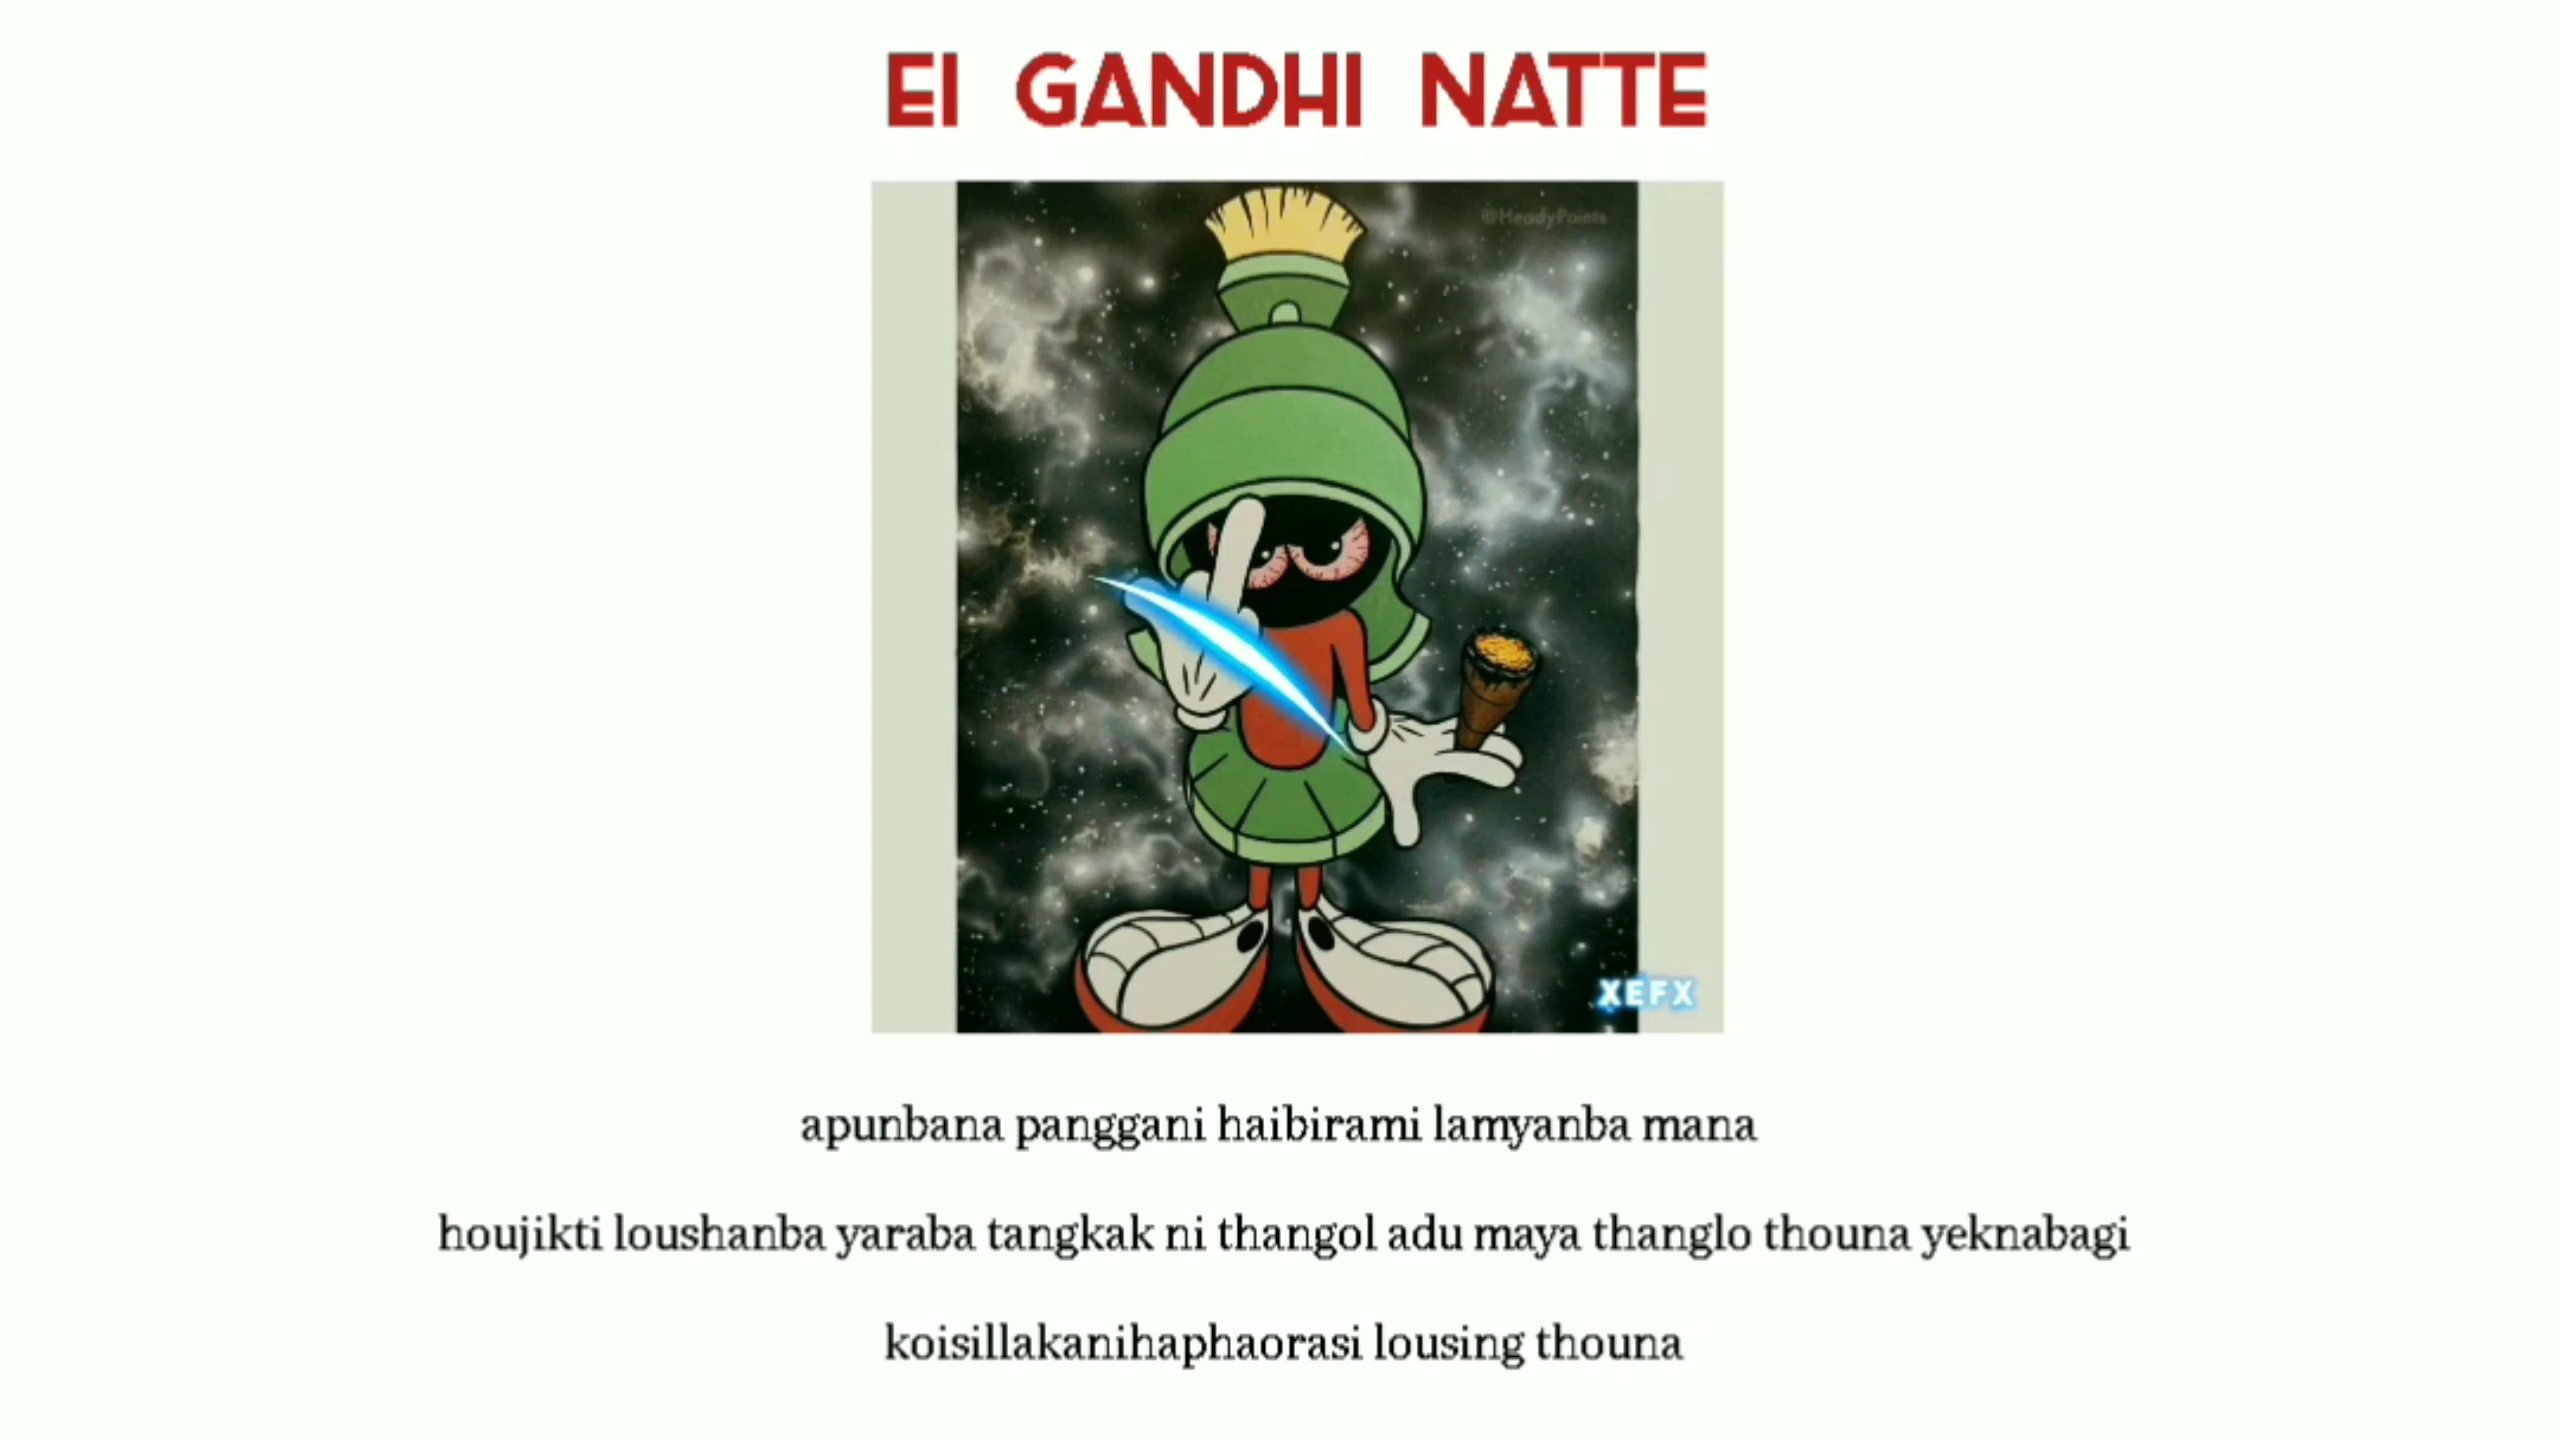 EI GANDHI NATTE
@HeadyPaints
XEFX
apunbana panggani haibirami lamyanba mana
houjikti loushanba yaraba tangkak ni thangol adu maya thanglo thouna yeknabagi
koisillakanihaphaorasi lousing thouna